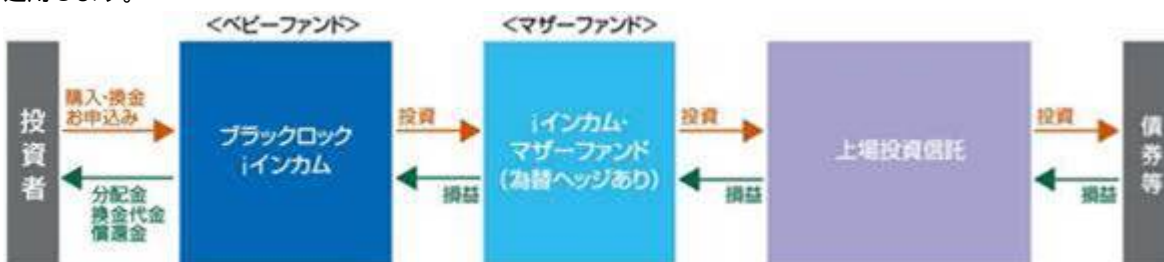 運用します。
<ベビーファンド>
<マザーファンド>
投資者
購入・換金
お申込み
分配金
換金代金
償還金
ブラックロック
iインカム
投資
損益
iインカム・
マザーファンド
(為替ヘッジあり)
投資
損益
上場投資信託
投資
損益
債券等